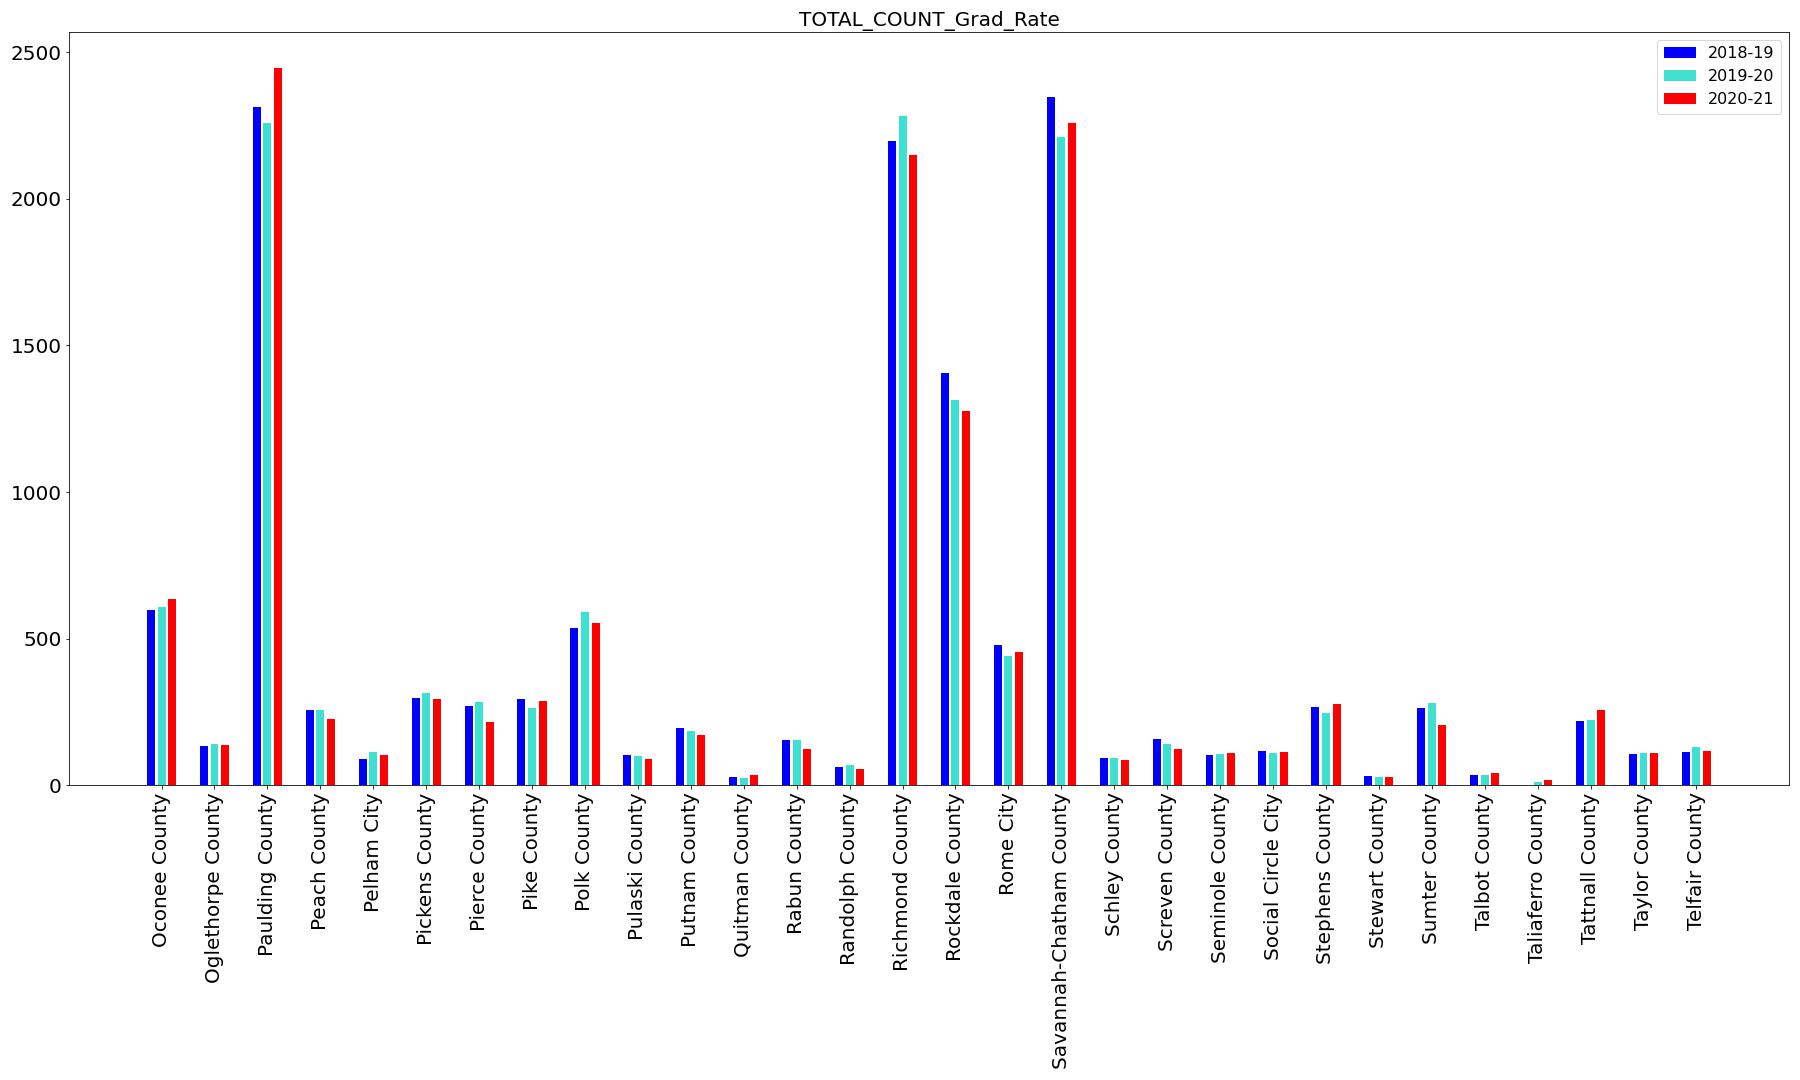 TOTAL_COUNT_Grad_Rate
2018-19
2019-20
2020-21
2500
2000
1500
1000
500
0
Oconee County
Oglethorpe County
Paulding County
Peach County
Pelham City
Pickens County
Pierce County
Pike County
Polk County
Pulaski County
Putnam County
Quitman County
Rabun County
Randolph County
Richmond County
Rockdale County
Rome City
Savannah-Chatham County
Schley County
Screven County
Seminole County
Social Circle City
Stephens County
Stewart County
Sumter County
Talbot County
Taliaferro County
Tattnall County
Taylor County
Telfair County